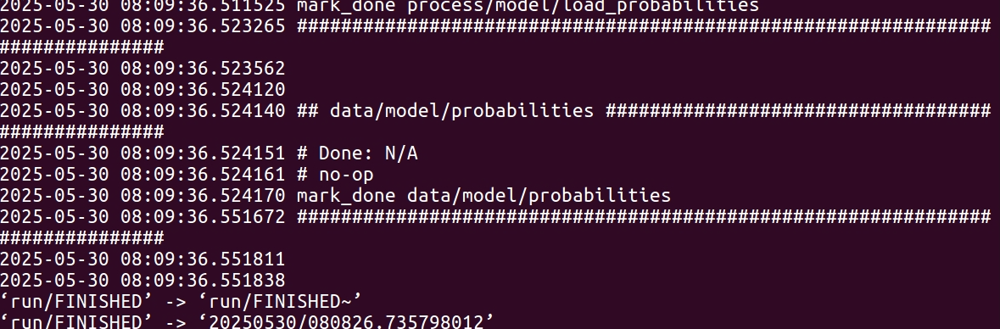 2025-05-30 08:09:36.511525 mark_done process/model/load_probabilities
2025-05-30 08:09:36.523265 ###############################################################
###############
2025-05-30 08:09:36.523562
2025-05-30 08:09:36.524120
2025-05-30 08:09:36.524140 ## data/model/probabilities ###################################
###############
2025-05-30 08:09:36.524151 # Done: N/A
2025-05-30 08:09:36.524161 # no-op
2025-05-30 08:09:36.524170 mark_done data/model/probabilities
2025-05-30 08:09:36.551672 ###############################################################
###############
2025-05-30 08:09:36.551811
2025-05-30 08:09:36.551838
‘run/FINISHED’ -> ‘run/FINISHED~’
‘run/FINISHED’ -> ‘20250530/080826.735798012’